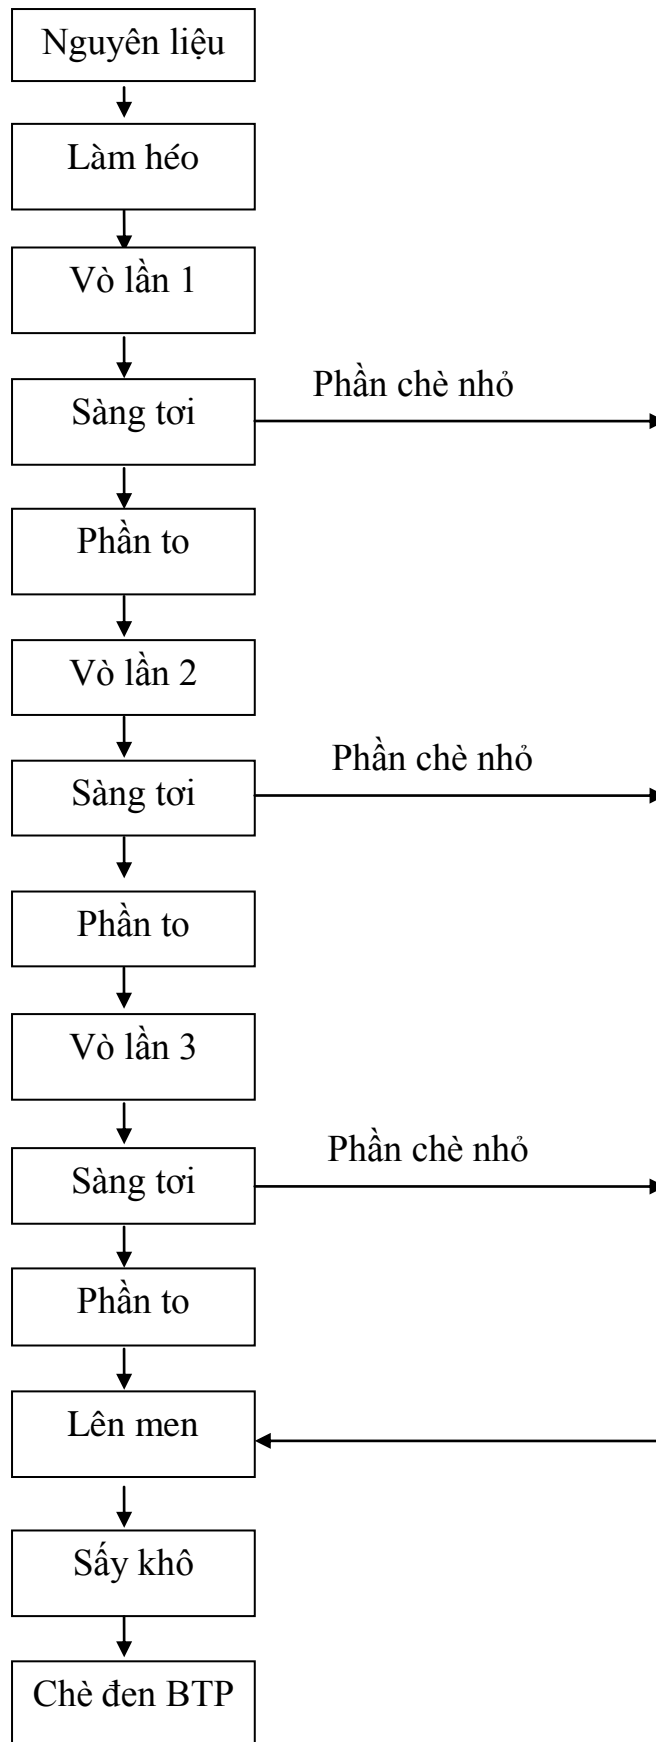 Nguyên liệu
Làm héo
Vò lần 1
Sàng tơi
Phần chè nhỏ
Phần to
Vò lần 2
Sàng tơi
Phần chè nhỏ
Phần to
Vò lần 3
Sàng tơi
Phần chè nhỏ
Phần to
Lên men
Sấy khô
Chè đen BTP